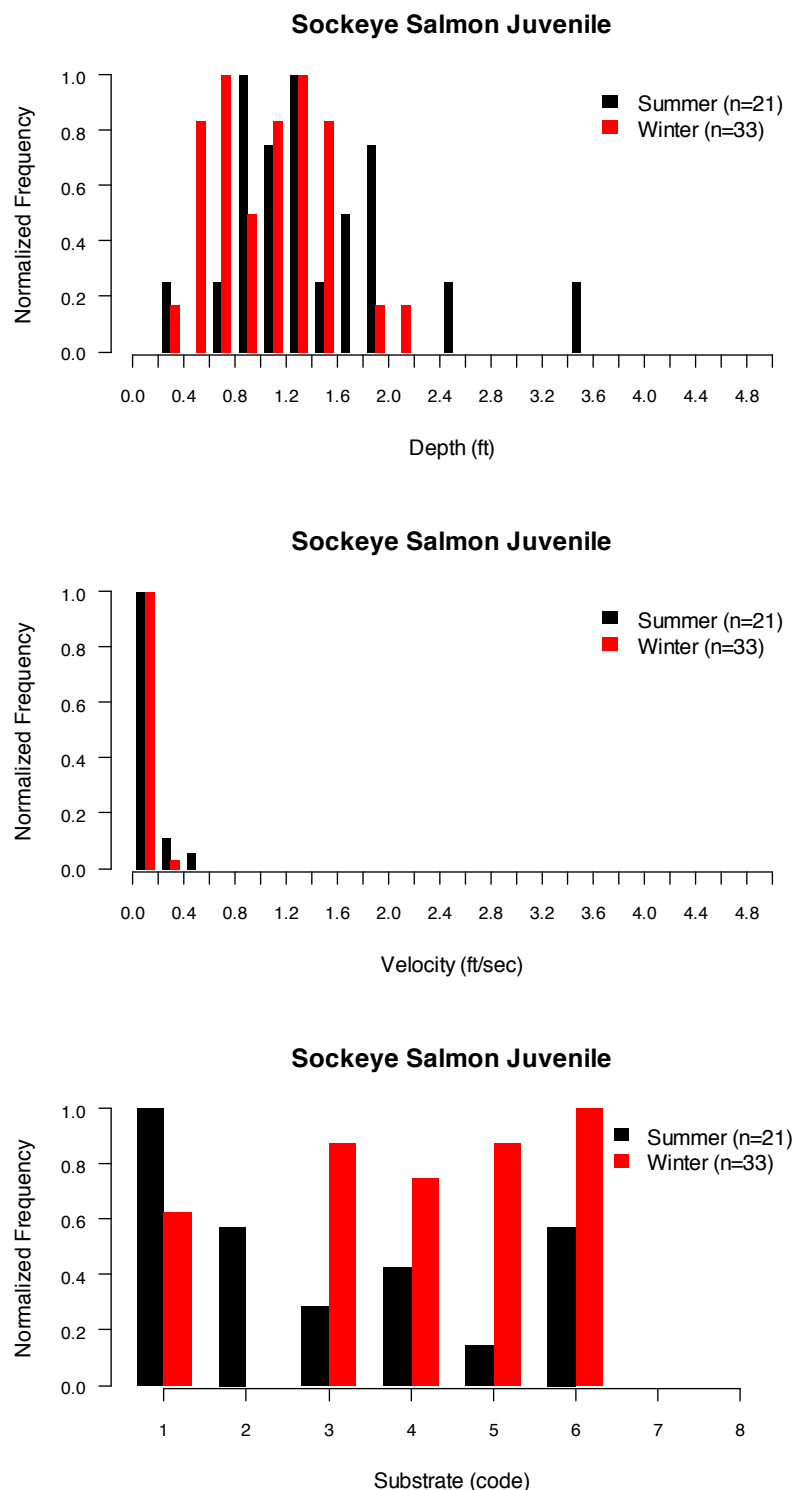 Sockeye Salmon Juvenile
Normalized Frequency
1.0
0.8
0.6
0.4
0.2
0.0
Summer (n=21)
Winter (n=33)
0.0 0.4 0.8 1.2 1.6 2.0 2.4 2.8 3.2 3.6 4.0 4.4 4.8
Depth (ft)
Sockeye Salmon Juvenile
Normalized Frequency
1.0
0.8
0.6
0.4
0.2
0.0
Summer (n=21)
Winter (n=33)
0.0 0.4 0.8 1.2 1.6 2.0 2.4 2.8 3.2 3.6 4.0 4.4 4.8
Velocity (ft/sec)
Sockeye Salmon Juvenile
Normalized Frequency
1.0
0.8
0.6
0.4
0.2
0.0
Summer (n=21)
Winter (n=33)
1 2 3 4 5 6 7 8
Substrate (code)